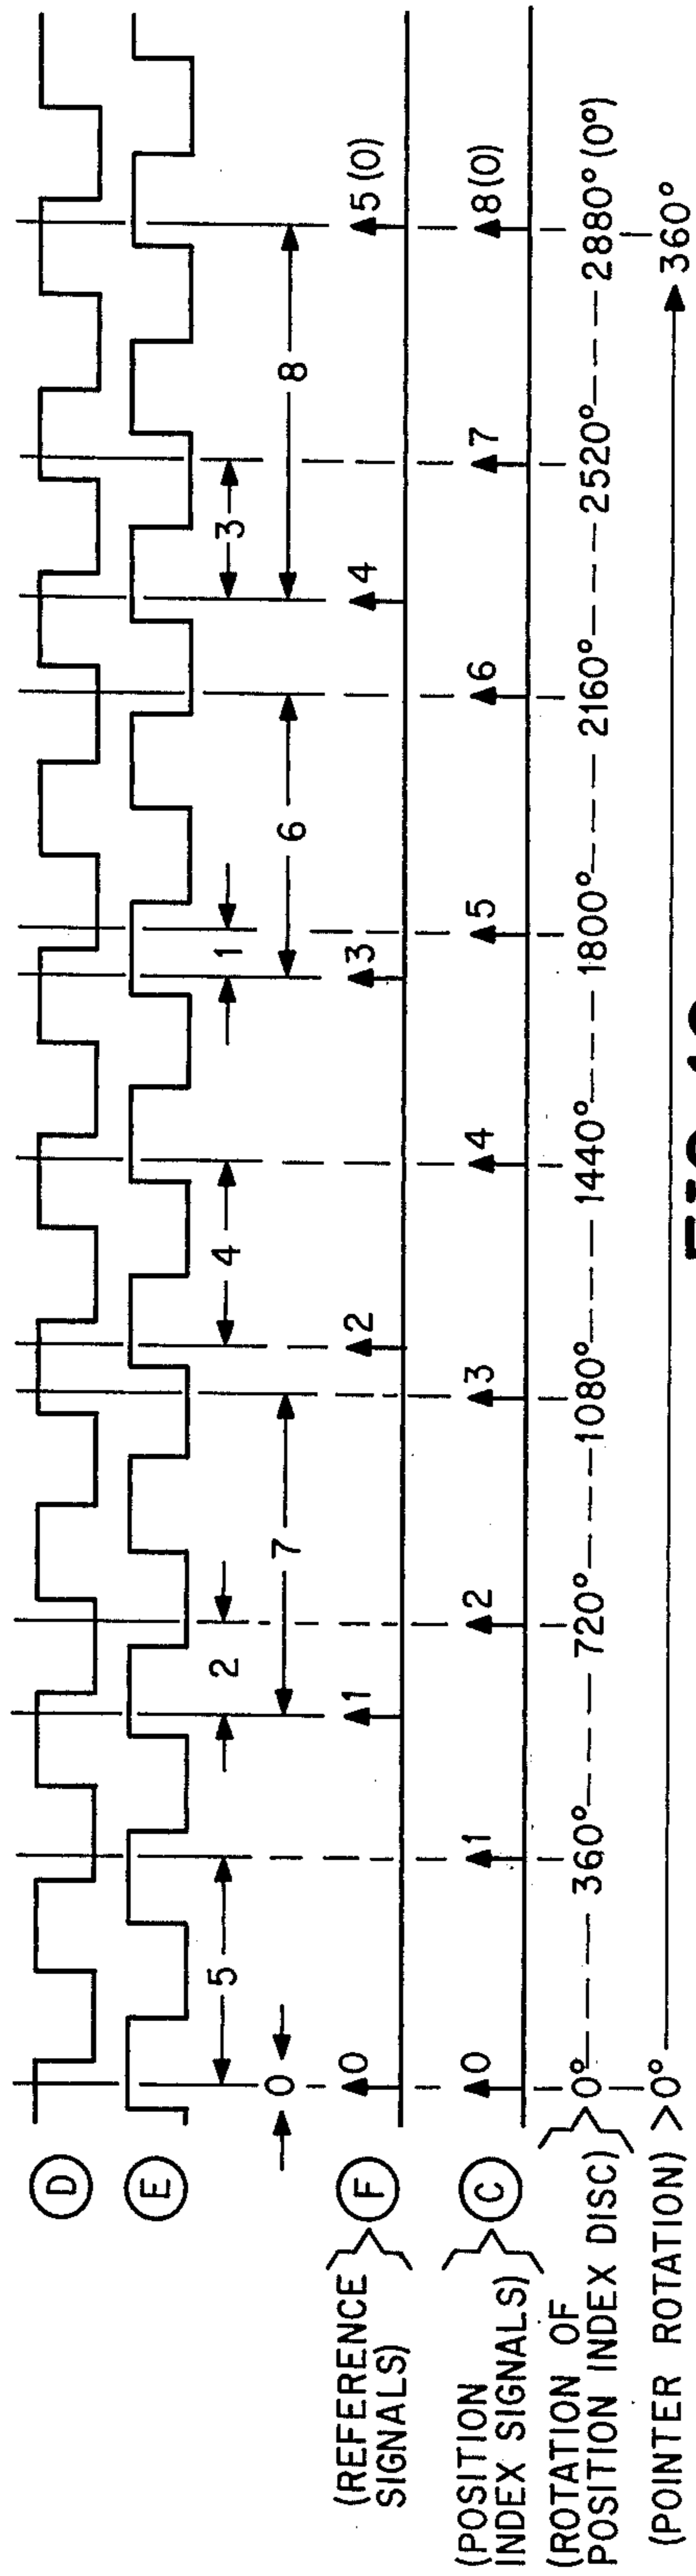 D
E
5 2 4 1 3
0 7 6 8
(REFERENCE
SIGNALS)
F
0 1 2 3 4 5 (0)
(POSITION
INDEX SIGNALS)
C
0 1 2 3 4 5 6 7 8 (0)
(ROTATION OF
POSITION INDEX DISC)
0° 360° 720° 1080° 1440° 1800° 2160° 2520° 2880° (0°)
(POINTER ROTATION) 0° 360°